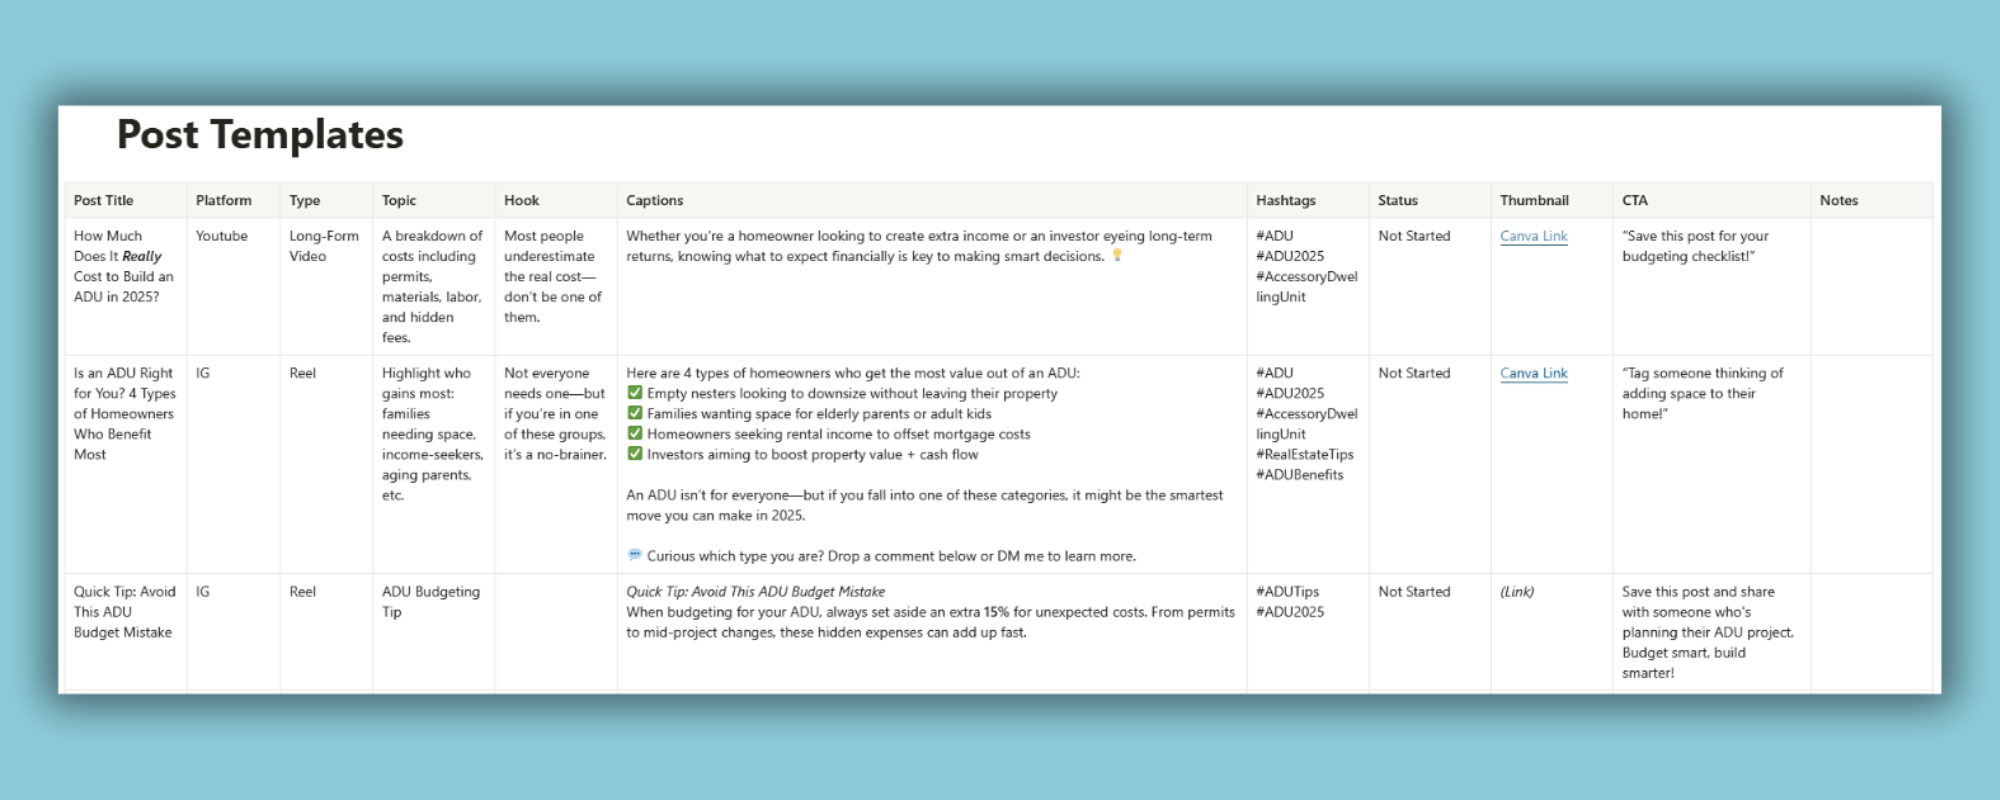 Post Templates
Post Title
Platform
Type
Topic
Hook
Captions
Hashtags
Status
Thumbnail
CTA
Notes
How Much
Does It Really
Cost to Build an
ADU in 2025?
Youtube
Long-Form
Video
A breakdown of
costs including
permits,
materials, labor,
and hidden
fees.
Most people
underestimate
the real cost—
don't be one of
them.
Whether you're a homeowner looking to create extra income or an investor eyeing long-term
returns, knowing what to expect financially is key to making smart decisions. 💡
#ADU
#ADU2025
#AccessoryDwel
lingUnit
Not Started
Canva Link
"Save this post for your
budgeting checklist!"
Is an ADU Right
for You? 4 Types
of Homeowners
Who Benefit
Most
IG
Reel
Highlight who
gains most:
families
needing space,
income-seekers,
aging parents,
etc.
Not everyone
needs one—but
if you're in one
of these groups,
it's a no-brainer.
Here are 4 types of homeowners who get the most value out of an ADU:
✅ Empty nesters looking to downsize without leaving their property
✅ Families wanting space for elderly parents or adult kids
✅ Homeowners seeking rental income to offset mortgage costs
✅ Investors aiming to boost property value + cash flow
An ADU isn't for everyone—but if you fall into one of these categories, it might be the smartest
move you can make in 2025.
💬 Curious which type you are? Drop a comment below or DM me to learn more.
#ADU
#ADU2025
#AccessoryDwel
lingUnit
#RealEstateTips
#ADUBenefits
Not Started
Canva Link
"Tag someone thinking of
adding space to their
home!"
Quick Tip: Avoid
This ADU
Budget Mistake
IG
Reel
ADU Budgeting
Tip
Quick Tip: Avoid This ADU Budget Mistake
When budgeting for your ADU, always set aside an extra 15% for unexpected costs. From permits
to mid-project changes, these hidden expenses can add up fast.
#ADUTips
#ADU2025
Not Started
(Link)
Save this post and share
with someone who's
planning their ADU project.
Budget smart, build
smarter!